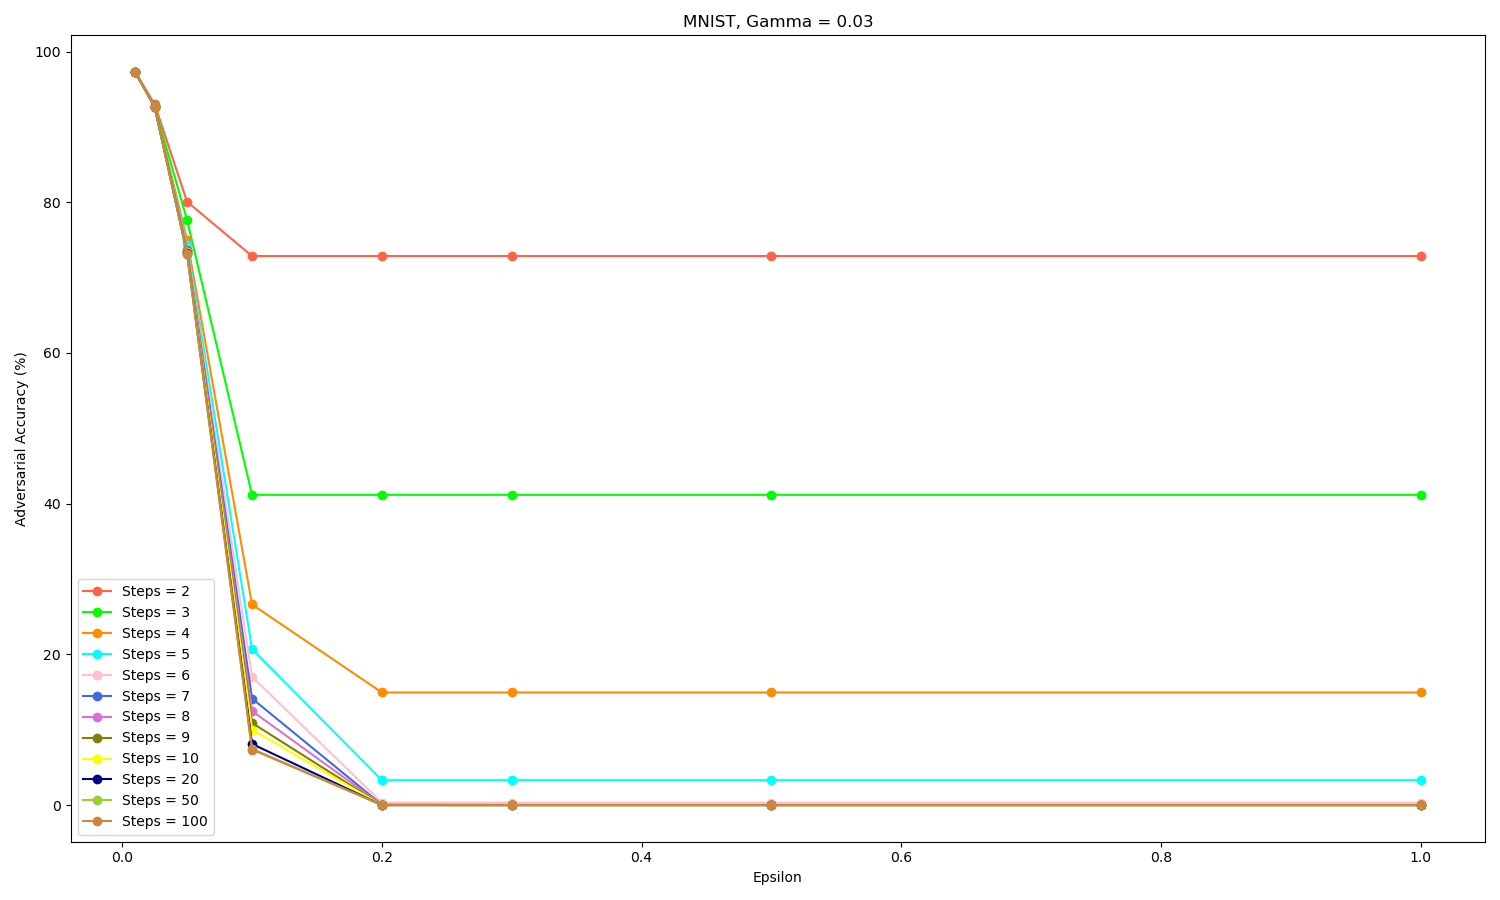 MNIST, Gamma = 0.03
Adversarial Accuracy (%)
100
80
60
40
20
0
Steps = 2
Steps = 3
Steps = 4
Steps = 5
Steps = 6
Steps = 7
Steps = 8
Steps = 9
Steps = 10
Steps = 20
Steps = 50
Steps = 100
0.0 0.2 0.4 0.6 0.8 1.0
Epsilon